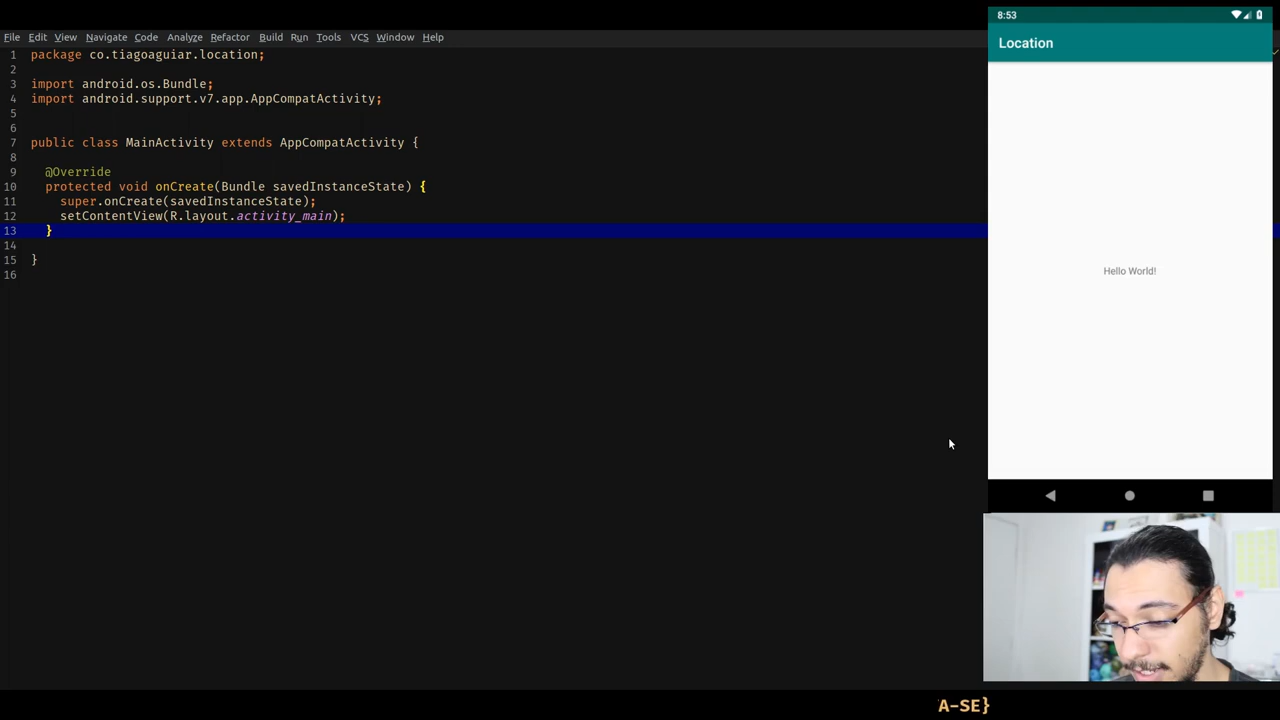 8:53
Location
File Edit View Navigate Code Analyze Refactor Build Run Tools VCS Window Help
1 package co.tiagoaguiar.location;
2
3 import android.os.Bundle;
4 import android.support.v7.app.AppCompatActivity;
5
6
7 public class MainActivity extends AppCompatActivity {
8
9 @Override
10 protected void onCreate(Bundle savedInstanceState) {
11 super.onCreate(savedInstanceState);
12 setContentView(R.layout.activity_main);
13 }
14
15 }
16
Hello World!
A-SE}